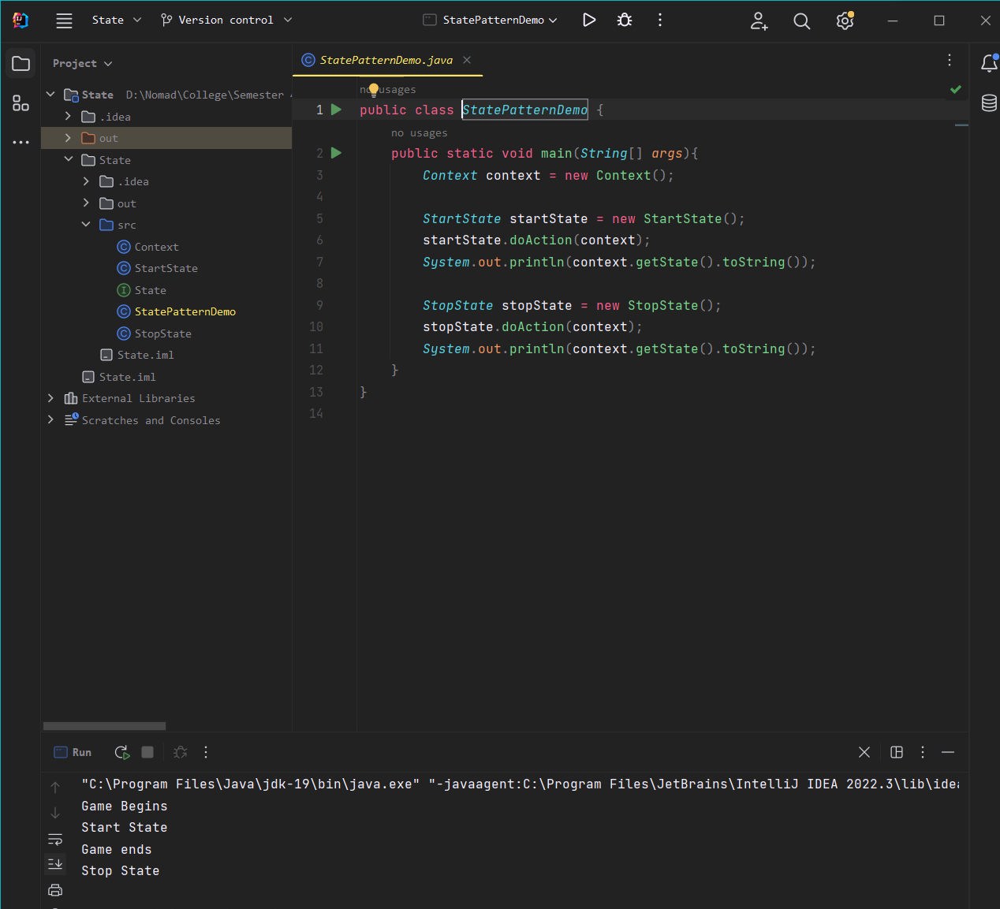 State Version control StatePatternDemo
Project
StatePatternDemo.java
State D:\Nomad\College\Semester
.idea
out
State
.idea
out
src
Context
StartState
State
StatePatternDemo
StopState
State.iml
State.iml
External Libraries
Scratches and Consoles
no usages
1 public class StatePatternDemo {
no usages
2 public static void main(String[] args){
3 Context context = new Context();
4
5 StartState startState = new StartState();
6 startState.doAction(context);
7 System.out.println(context.getState().toString());
8
9 StopState stopState = new StopState();
10 stopState.doAction(context);
11 System.out.println(context.getState().toString());
12 }
13 }
14
Run
"C:\Program Files\Java\jdk-19\bin\java.exe" "-javaagent:C:\Program Files\JetBrains\IntelliJ IDEA 2022.3\lib\idea
Game Begins
Start State
Game ends
Stop State